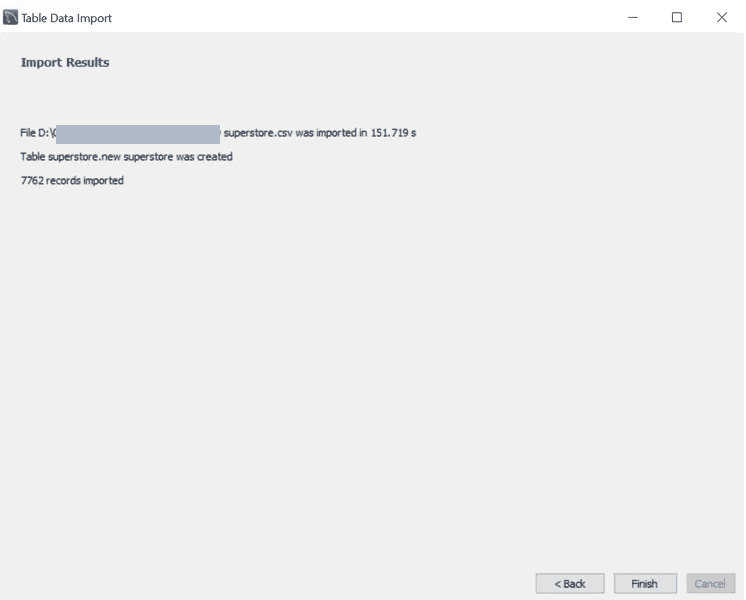 Table Data Import
Import Results
File D:\ superstore.csv was imported in 151.719 s
Table superstore.new superstore was created
7762 records imported
< Back
Finish
Cancel